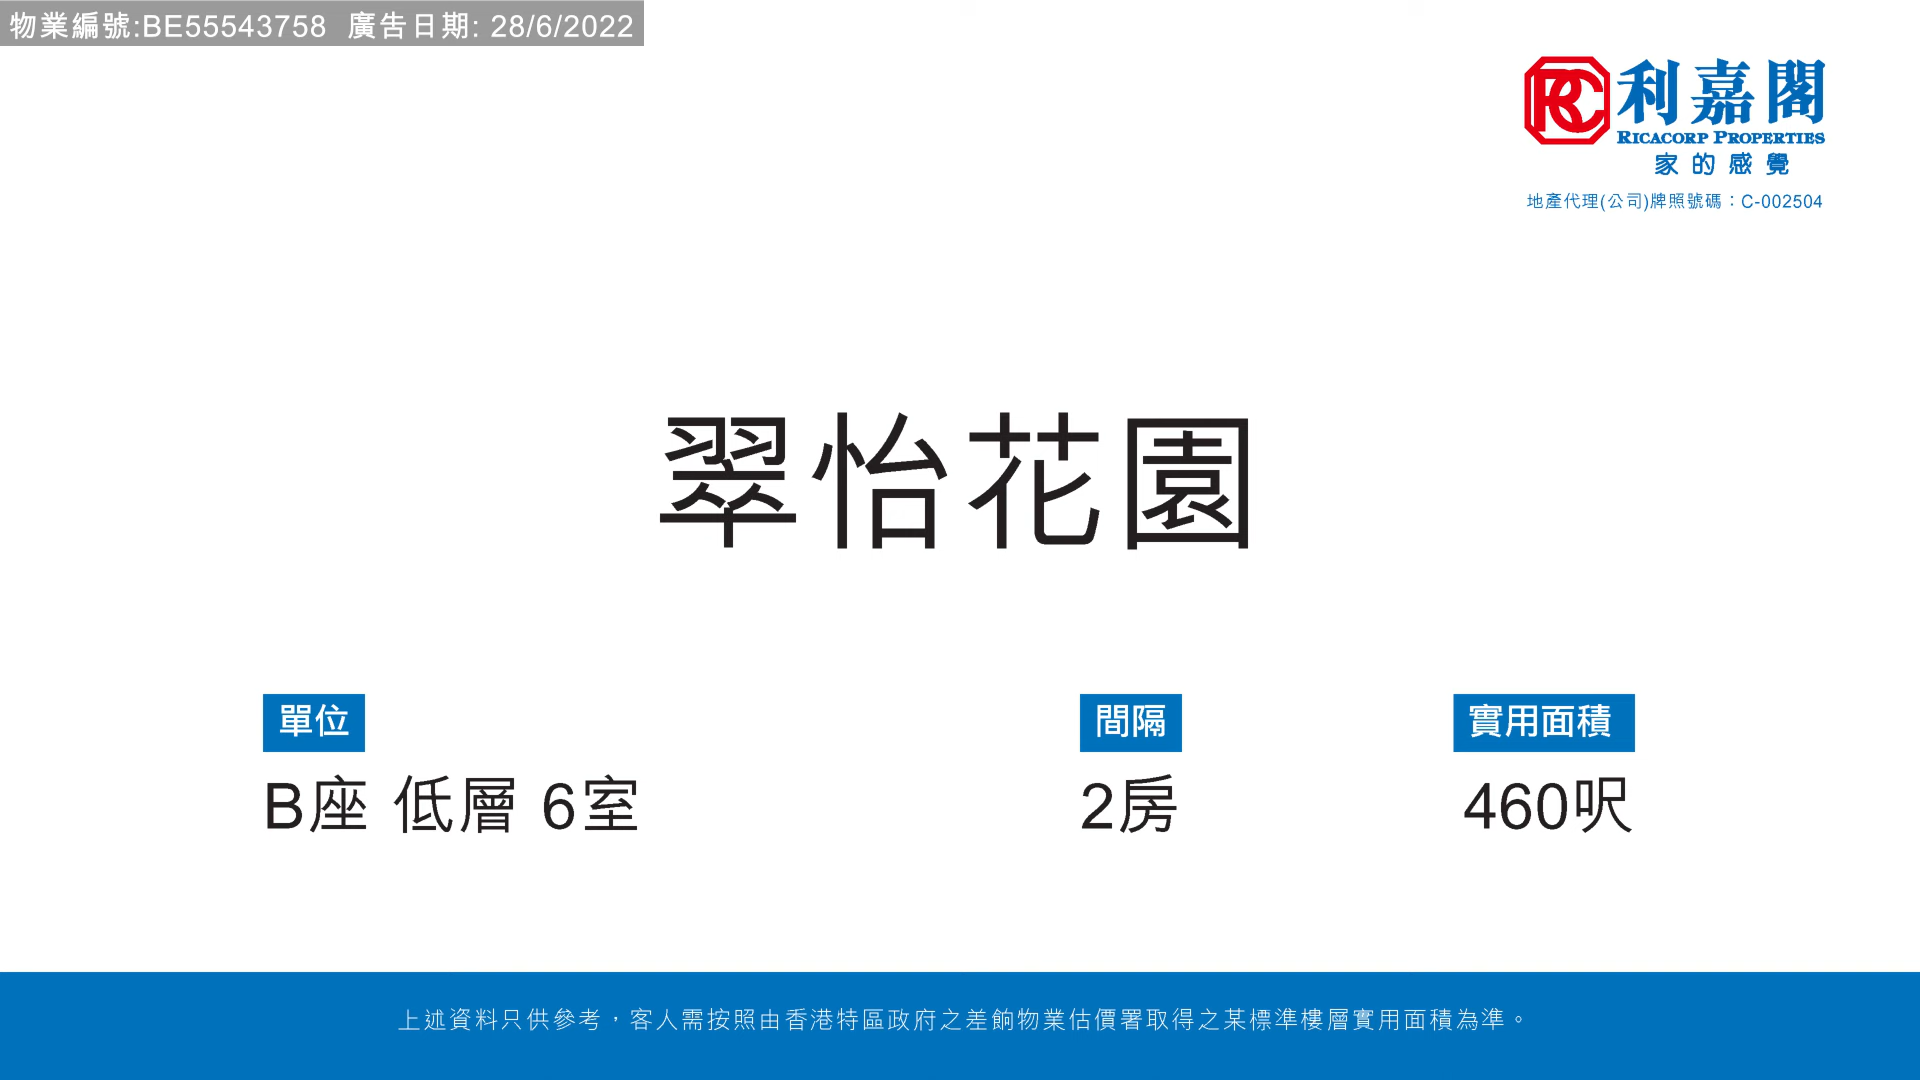 物業編號:BE55543758 廣告日期: 28/6/2022
RC 利嘉閣
RICACORP PROPERTIES
家的感覺
地產代理(公司)牌照號碼：C-002504
翠怡花園
單位 間隔 實用面積
B座 低層 6室 2房 460呎
上述資料只供參考，客人需按照由香港特區政府之差餉物業估價署取得之某標準樓層實用面積為準。